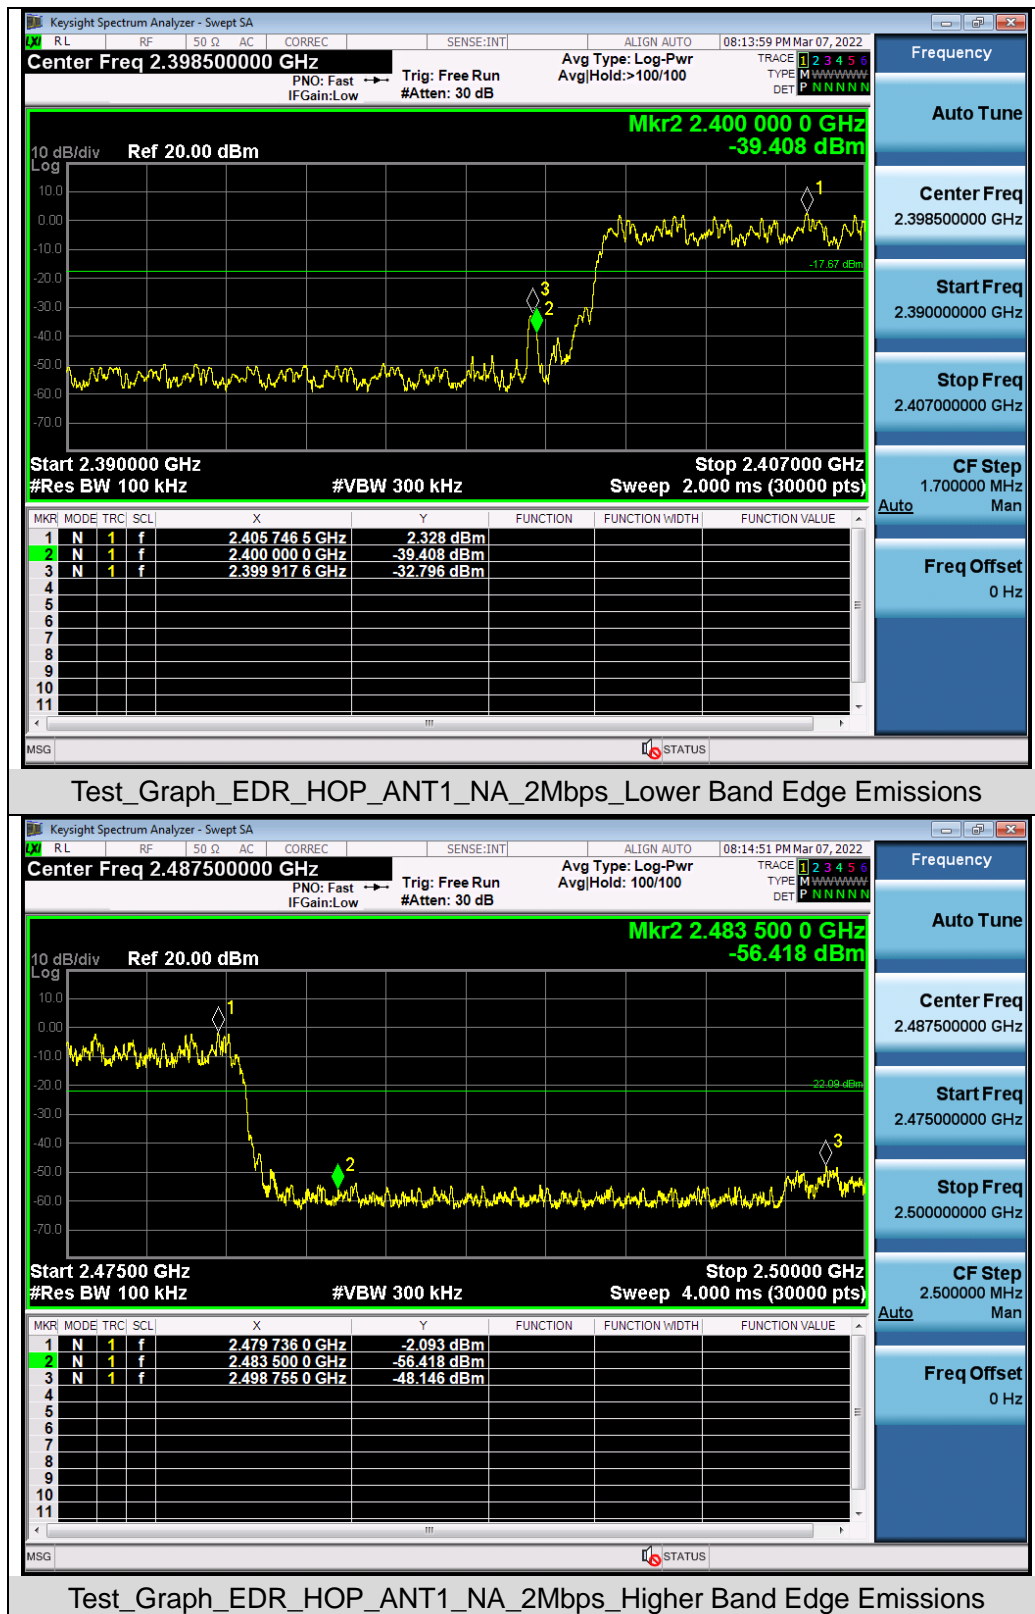 Keysight Spectrum Analyzer - Swept SA
LXI RL RF 50 Ω AC CORREC SENSE:INT ALIGN AUTO 08:13:59 PM Mar 07, 2022
Center Freq 2.398500000 GHz
PNO: Fast
IFGain:Low
Trig: Free Run
#Atten: 30 dB
Avg Type: Log-Pwr
Avg|Hold:>100/100
TRACE 1 2 3 4 5 6
TYPE M WWWWW
DET P N N N N N
Frequency
Mkr2 2.400 000 0 GHz
-39.408 dBm
10 dB/div Ref 20.00 dBm
Log
10.0
0.00
-10.0
-20.0
-30.0
-40.0
-50.0
-60.0
-70.0
1
-17.67 dBm
3
2
Start 2.390000 GHz
Stop 2.407000 GHz
#Res BW 100 kHz
#VBW 300 kHz
Sweep 2.000 ms (30000 pts)
MKR MODE TRC SCL X Y FUNCTION FUNCTION WIDTH FUNCTION VALUE
1 N 1 f 2.405 746 5 GHz 2.328 dBm
2 N 1 f 2.400 000 0 GHz -39.408 dBm
3 N 1 f 2.399 917 6 GHz -32.796 dBm
4
5
6
7
8
9
10
11
MSG
STATUS
Auto Tune
Center Freq
2.398500000 GHz
Start Freq
2.390000000 GHz
Stop Freq
2.407000000 GHz
CF Step
1.700000 MHz
Auto Man
Freq Offset
0 Hz
Test_Graph_EDR_HOP_ANT1_NA_2Mbps_Lower Band Edge Emissions
Keysight Spectrum Analyzer - Swept SA
LXI RL RF 50 Ω AC CORREC SENSE:INT ALIGN AUTO 08:14:51 PM Mar 07, 2022
Center Freq 2.487500000 GHz
PNO: Fast
IFGain:Low
Trig: Free Run
#Atten: 30 dB
Avg Type: Log-Pwr
Avg|Hold: 100/100
TRACE 1 2 3 4 5 6
TYPE M WWWWW
DET P N N N N N
Frequency
Mkr2 2.483 500 0 GHz
-56.418 dBm
10 dB/div Ref 20.00 dBm
Log
10.0
0.00
-10.0
-20.0
-30.0
-40.0
-50.0
-60.0
-70.0
1
22.09 dBm
2
3
Start 2.47500 GHz
Stop 2.50000 GHz
#Res BW 100 kHz
#VBW 300 kHz
Sweep 4.000 ms (30000 pts)
MKR MODE TRC SCL X Y FUNCTION FUNCTION WIDTH FUNCTION VALUE
1 N 1 f 2.479 736 0 GHz -2.093 dBm
2 N 1 f 2.483 500 0 GHz -56.418 dBm
3 N 1 f 2.498 755 0 GHz -48.146 dBm
4
5
6
7
8
9
10
11
MSG
STATUS
Auto Tune
Center Freq
2.487500000 GHz
Start Freq
2.475000000 GHz
Stop Freq
2.500000000 GHz
CF Step
2.500000 MHz
Auto Man
Freq Offset
0 Hz
Test_Graph_EDR_HOP_ANT1_NA_2Mbps_Higher Band Edge Emissions